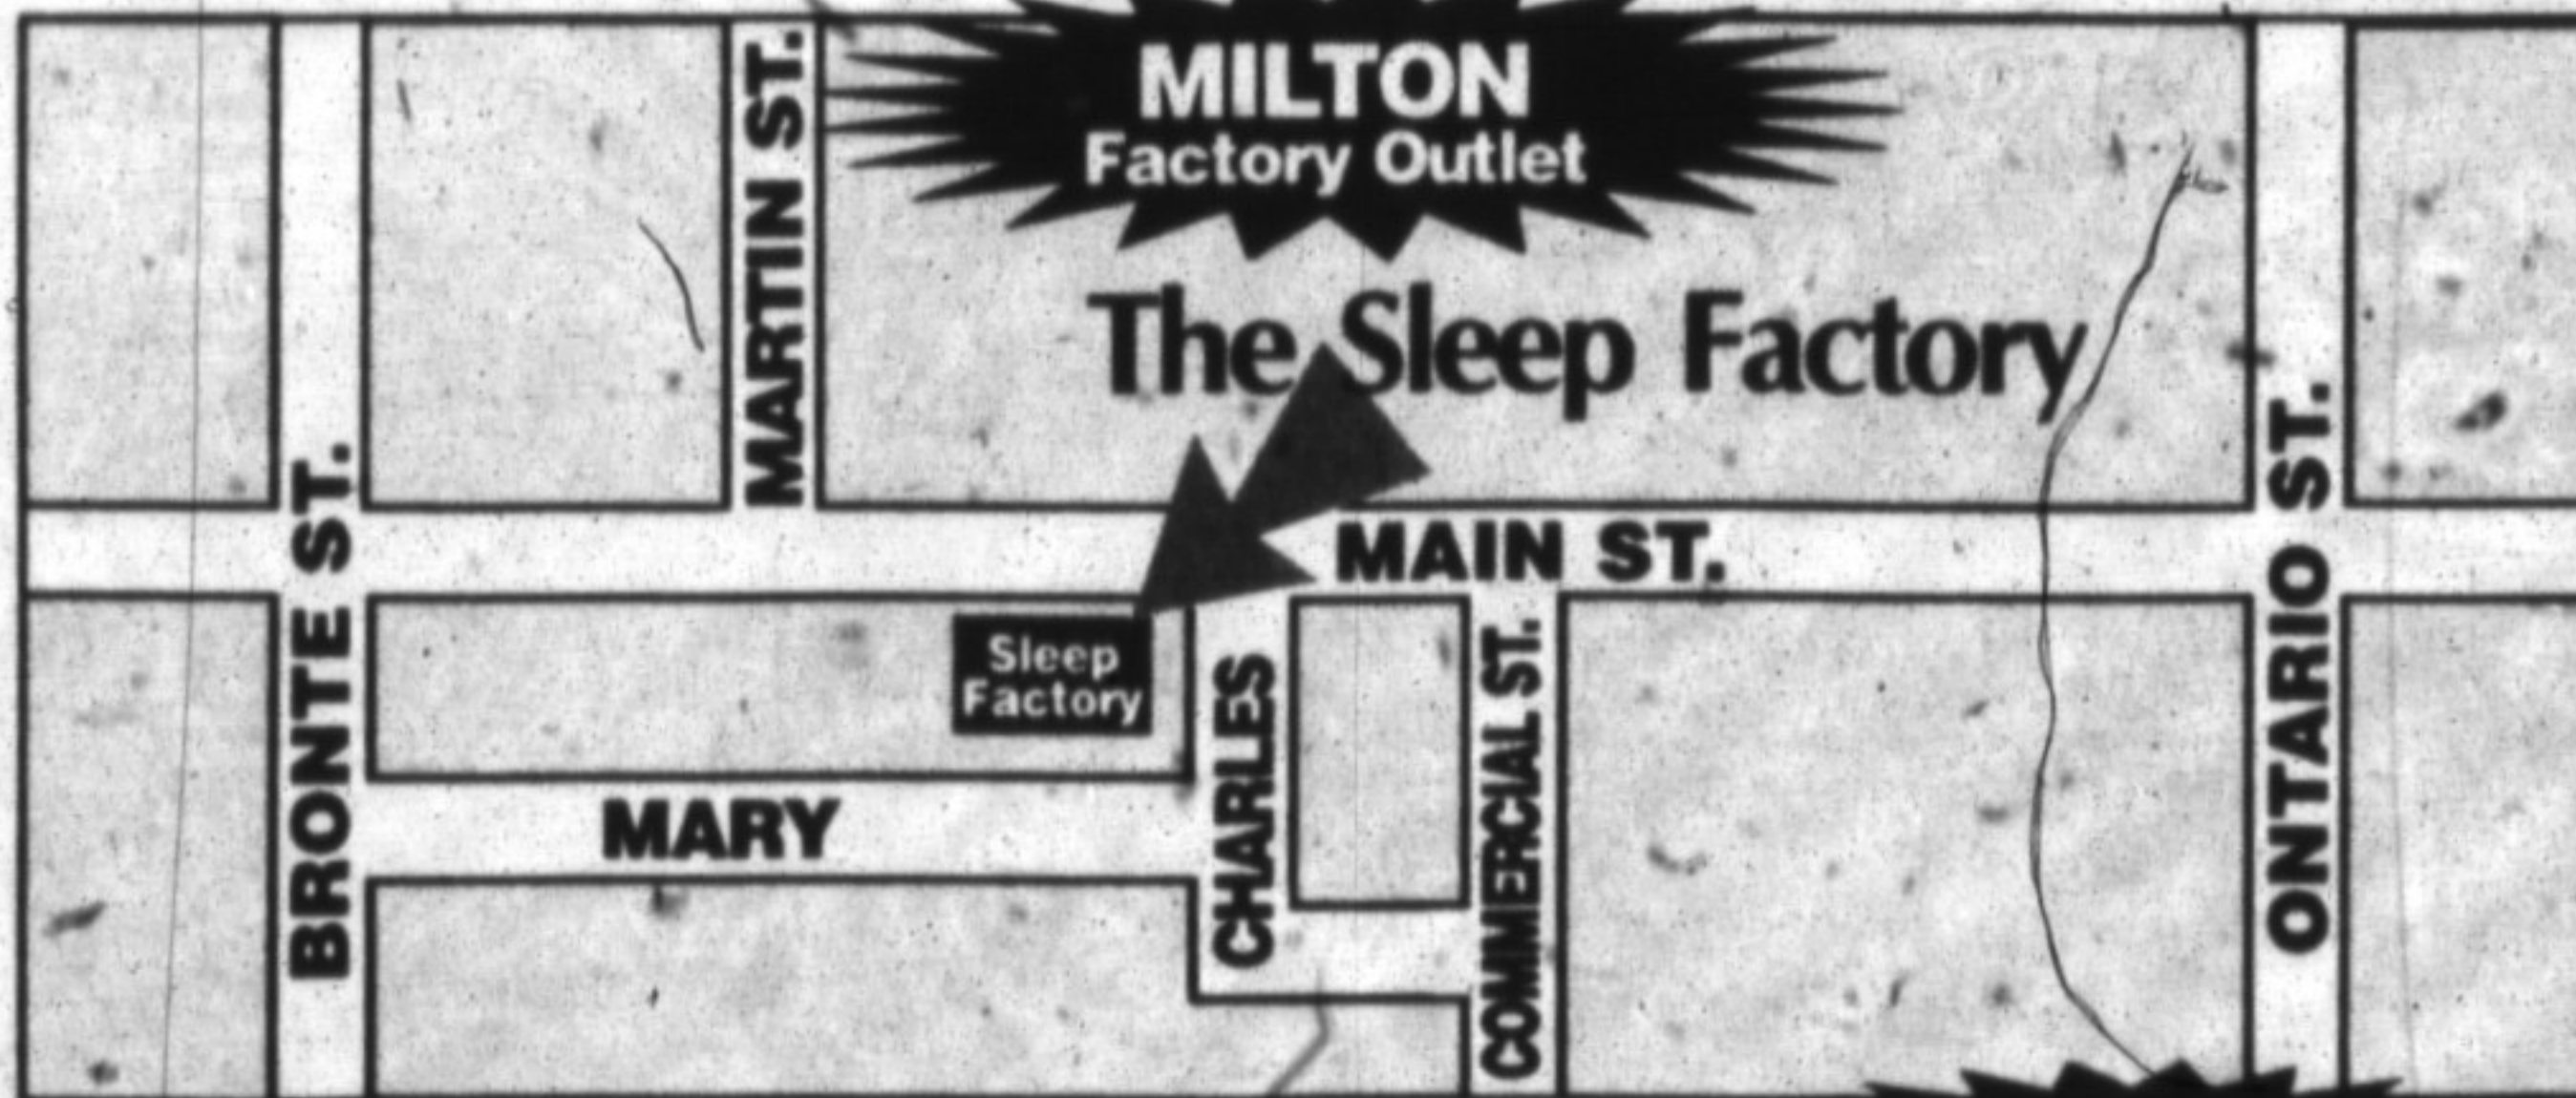 MILTON
Factory Outlet
The Sleep Factory
MARTIN ST.
BRONTE ST.
MAIN ST.
ONTARIO ST.
Sleep
Factory
CHARLES
COMMERCIAL ST.
MARY